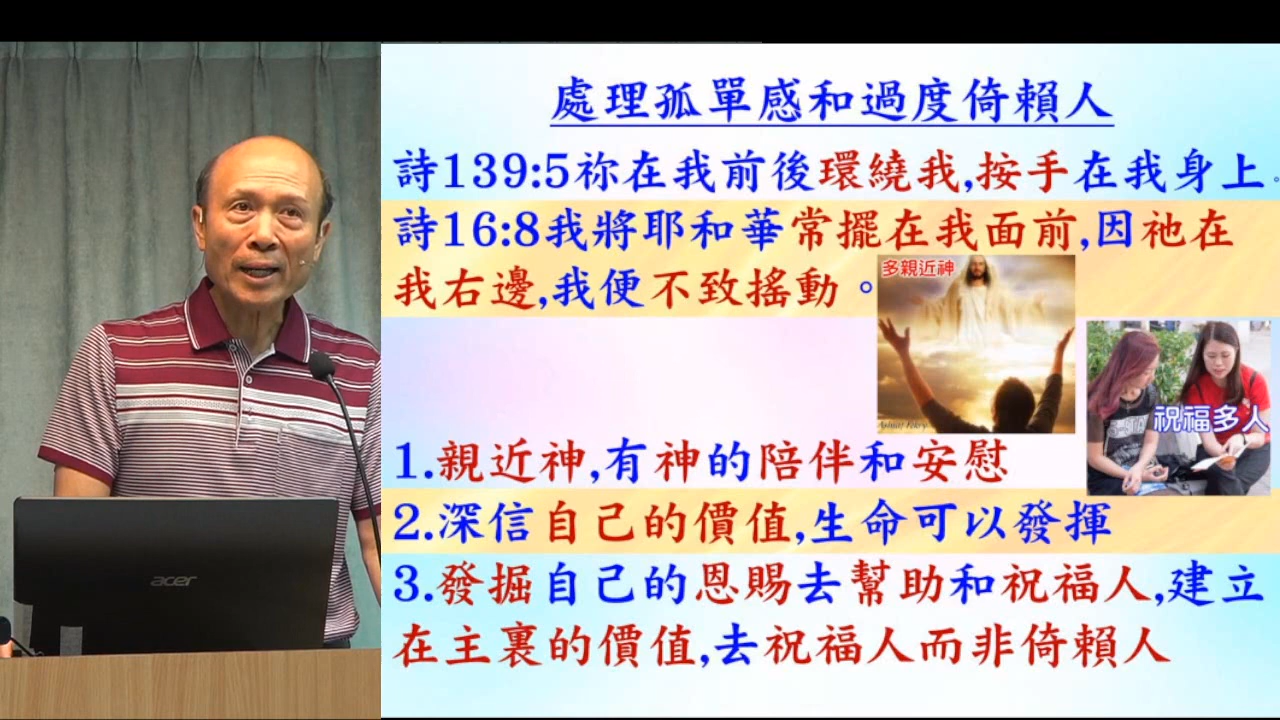 處理孤單感和過度倚賴人
詩139:5祢在我前後環繞我,按手在我身上。
詩16:8我將耶和華常擺在我面前,因祂在
我右邊,我便不致搖動。
多親近神
祝福多人
1.親近神,有神的陪伴和安慰
2.深信自己的價值,生命可以發揮
3.發掘自己的恩賜去幫助和祝福人,建立
在主裏的價值,去祝福人而非倚賴人
acer